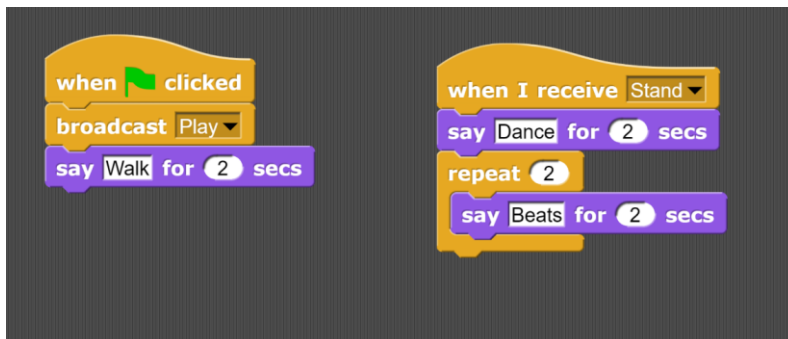 when clicked
broadcast Play
say Walk for 2 secs
when I receive Stand
say Dance for 2 secs
repeat 2
say Beats for 2 secs